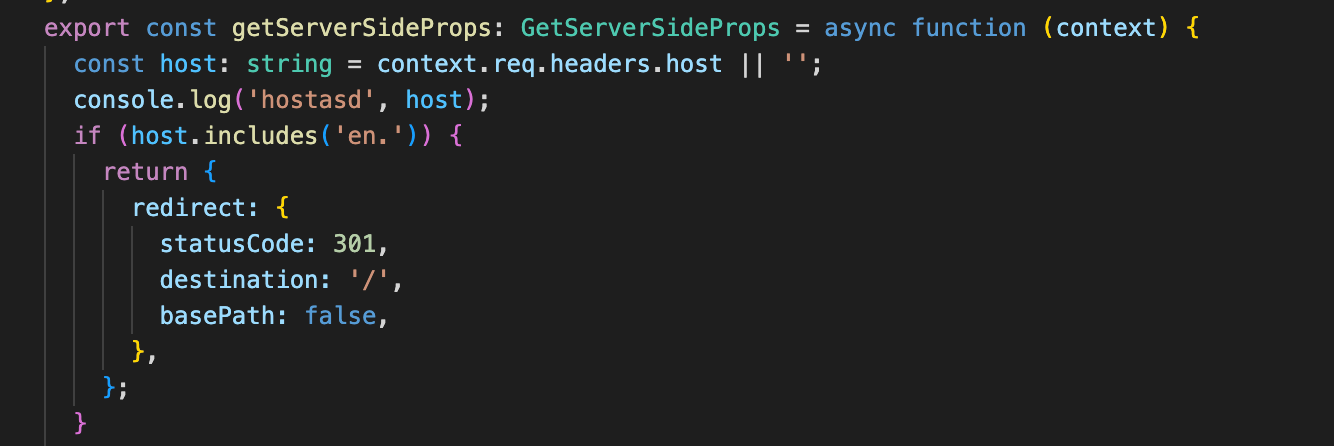 export const getServerSideProps: GetServerSideProps = async function (context) {
const host: string = context.req.headers.host || '';
console.log('hostasd', host);
if (host.includes('en.')) {
return {
redirect: {
statusCode: 301,
destination: '/',
basePath: false,
},
};
}